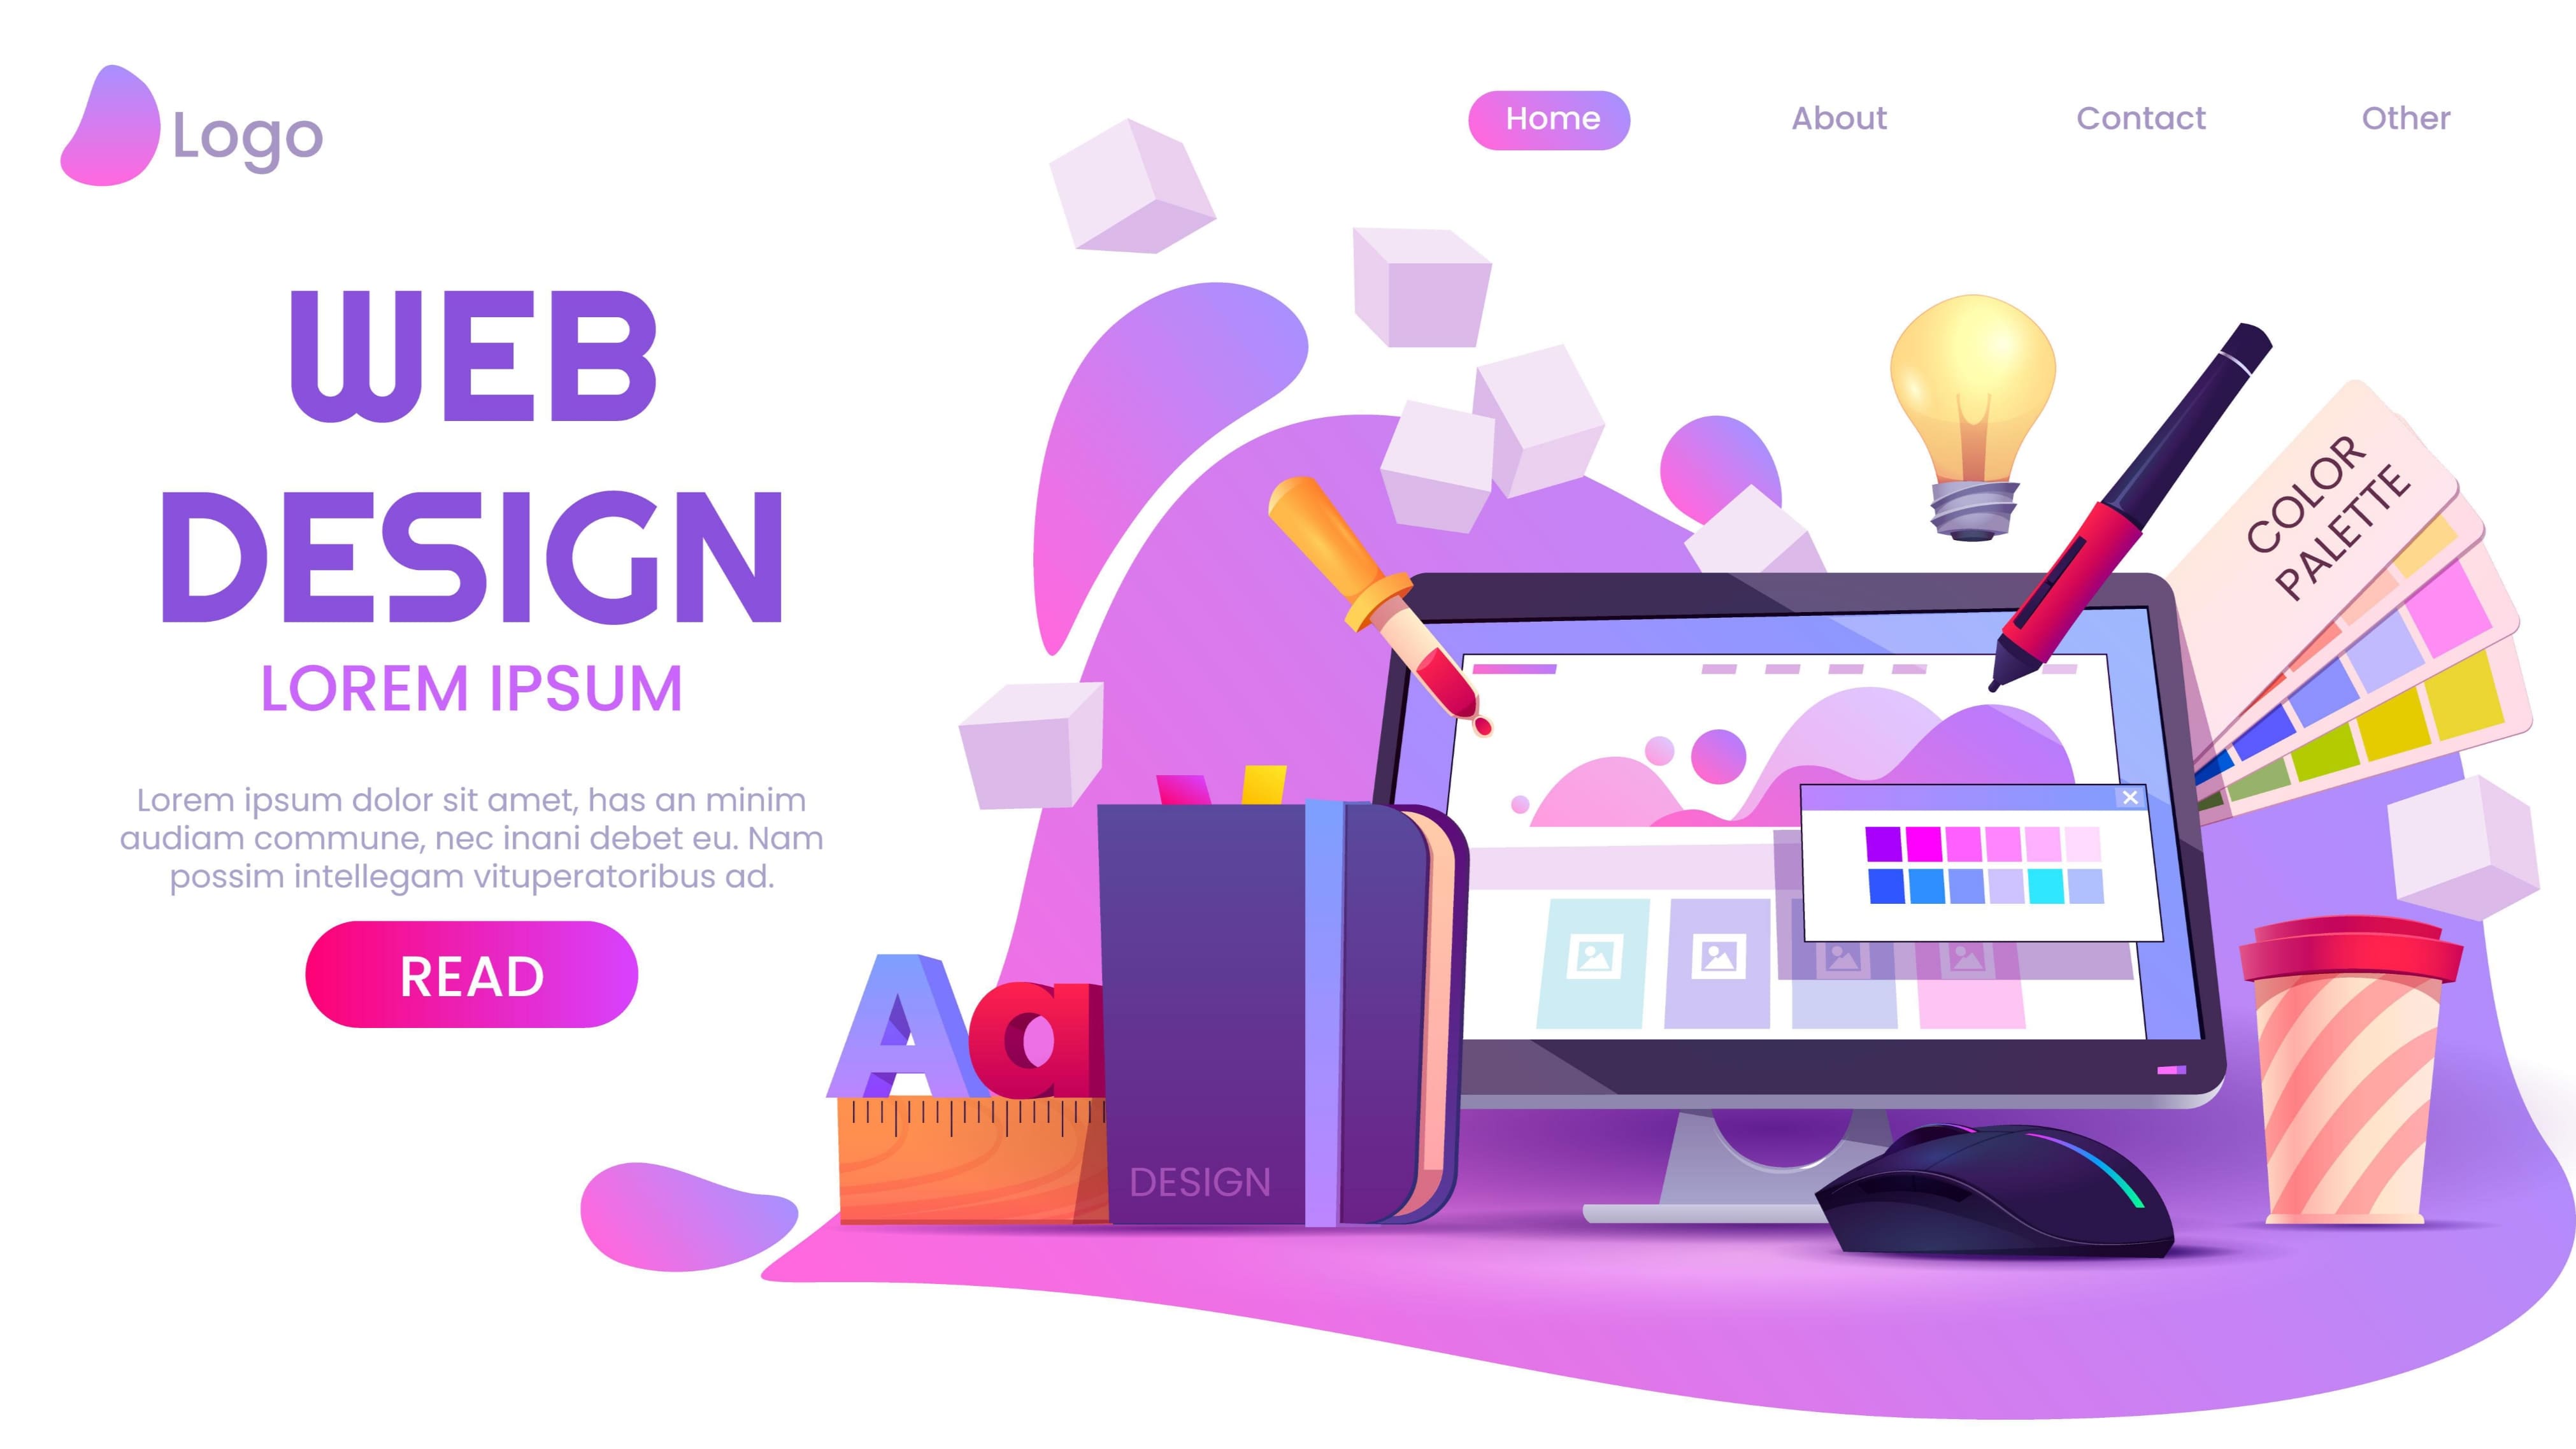 Logo
Home
About
Contact
Other
WEB
DESIGN
LOREM IPSUM
Lorem ipsum dolor sit amet, has an minim
audiam commune, nec inani debet eu. Nam
possim intellegam vituperatoribus ad.
READ
COLOR
PALETTE
Aa
DESIGN